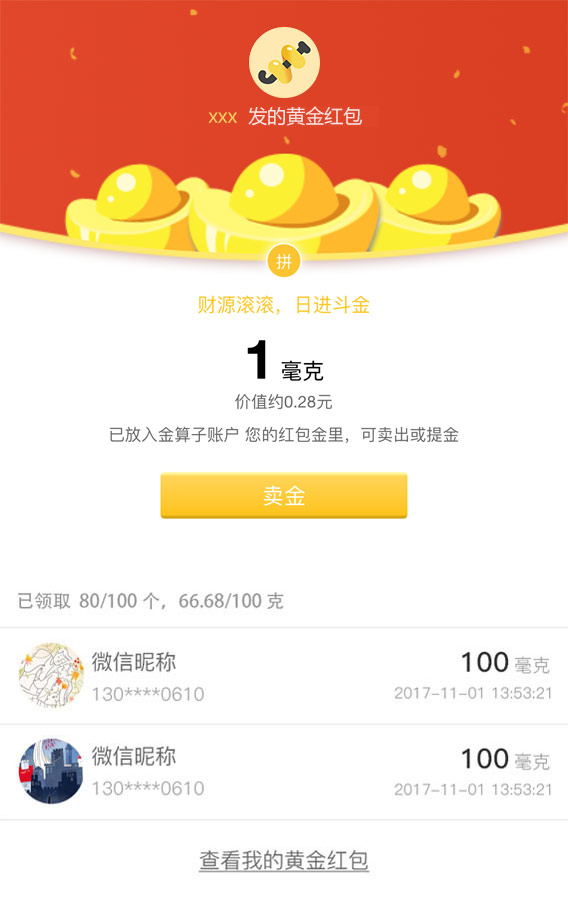 xxx 发的黄金红包
拼
财源滚滚，日进斗金
1 毫克
价值约0.28元
已放入金算子账户 您的红包金里，可卖出或提金
卖金
已领取 80/100 个，66.68/100 克
微信昵称 100 毫克
130****0610 2017-11-01 13:53:21
微信昵称 100 毫克
130****0610 2017-11-01 13:53:21
查看我的黄金红包